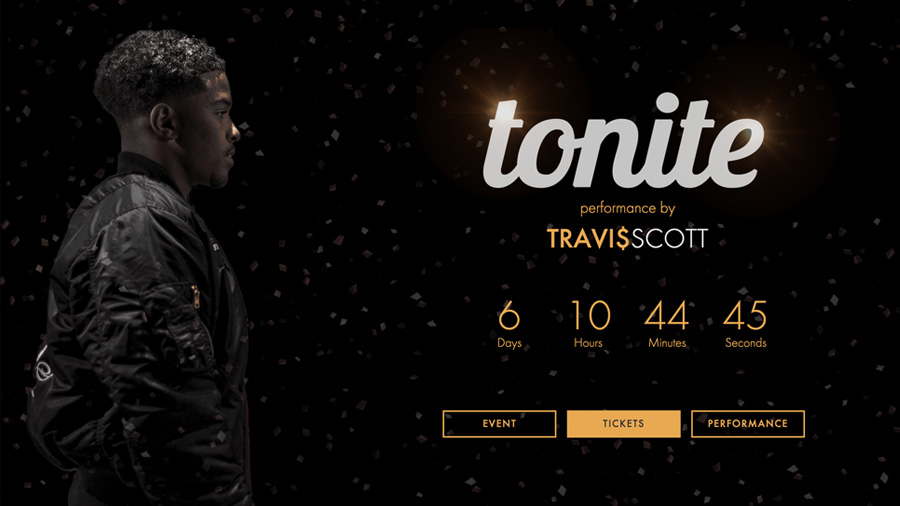 tonite
performance by
TRAVI$SCOTT
6 10 44 45
Days Hours Minutes Seconds
EVENT TICKETS PERFORMANCE